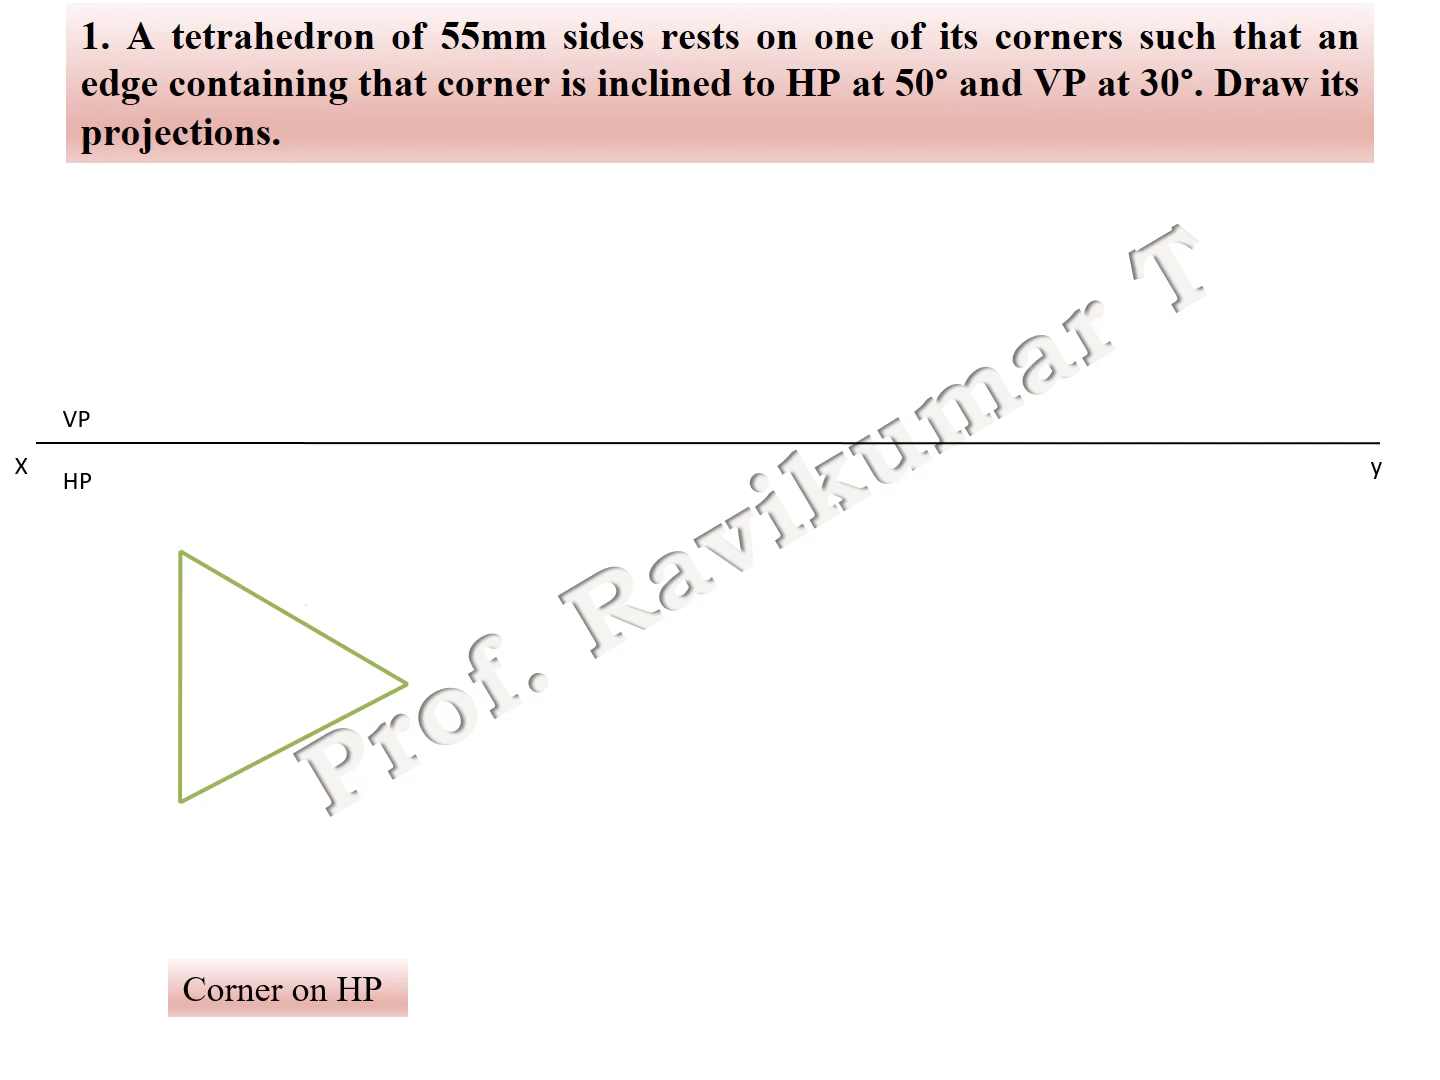 1. A tetrahedron of 55mm sides rests on one of its corners such that an
edge containing that corner is inclined to HP at 50° and VP at 30°. Draw its
projections.
VP
X
HP
y
Prof. Ravikumar T
Corner on HP